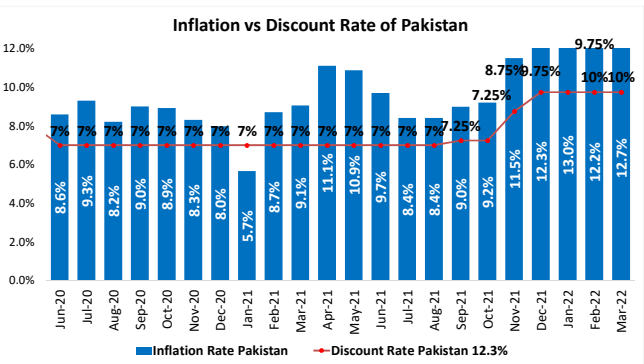 Inflation vs Discount Rate of Pakistan
12.0%
10.0%
8.0%
6.0%
4.0%
2.0%
0.0%
7% 7% 7% 7% 7% 7% 7% 7% 7% 7% 7% 7% 7% 7% 7% 7.25% 7.25% 8.75% 9.75% 9.75% 10% 10%
8.6% 9.3% 8.2% 9.0% 8.9% 8.3% 8.0% 5.7% 8.7% 9.1% 11.1% 10.9% 9.7% 8.4% 8.4% 9.0% 9.2% 11.5% 12.3% 13.0% 12.2% 12.7%
Jun-20 Jul-20 Aug-20 Sep-20 Oct-20 Nov-20 Dec-20 Jan-21 Feb-21 Mar-21 Apr-21 May-21 Jun-21 Jul-21 Aug-21 Sep-21 Oct-21 Nov-21 Dec-21 Jan-22 Feb-22 Mar-22
Inflation Rate Pakistan Discount Rate Pakistan 12.3%